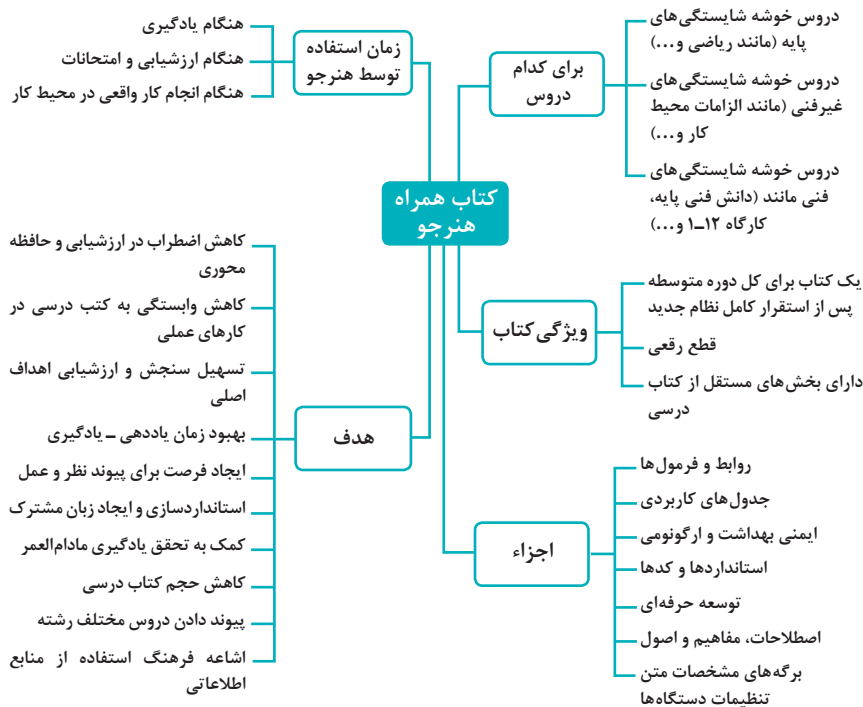 کتاب همراه
هنرجو
برای کدام
دروس
دروس خوشه شایستگی‌های
پایه (مانند ریاضی و...)
دروس خوشه شایستگی‌های
غیرفنی (مانند الزامات محیط
کار و...)
دروس خوشه شایستگی‌های
فنی مانند (دانش فنی پایه،
کارگاه ۱۲ـ۱ و...)
ویژگی کتاب
یک کتاب برای کل دوره متوسطه
پس از استقرار کامل نظام جدید
قطع رقعی
دارای بخش‌های مستقل از کتاب
درسی
اجزاء
روابط و فرمول‌ها
جدول‌های کاربردی
ایمنی بهداشت و ارگونومی
استانداردها و کدها
توسعه حرفه‌ای
اصطلاحات، مفاهیم و اصول
برگه‌های مشخصات متن
تنظیمات دستگاه‌ها
زمان استفاده
توسط هنرجو
هنگام یادگیری
هنگام ارزشیابی و امتحانات
هنگام انجام کار واقعی در محیط کار
هدف
کاهش اضطراب در ارزشیابی و حافظه
محوری
کاهش وابستگی به کتب درسی در
کارهای عملی
تسهیل سنجش و ارزشیابی اهداف
اصلی
بهبود زمان یاددهی ـ یادگیری
ایجاد فرصت برای پیوند نظر و عمل
استانداردسازی و ایجاد زبان مشترک
کمک به تحقق یادگیری مادام‌العمر
کاهش حجم کتاب درسی
پیوند دادن دروس مختلف رشته
اشاعه فرهنگ استفاده از منابع
اطلاعاتی